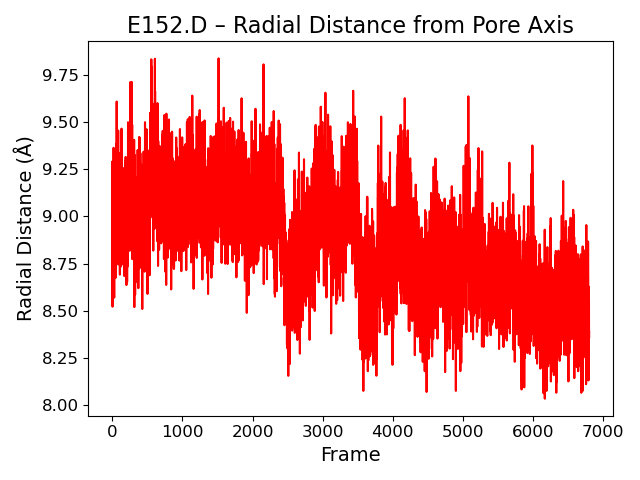 E152.D – Radial Distance from Pore Axis
Radial Distance (Å)
9.75
9.50
9.25
9.00
8.75
8.50
8.25
8.00
0 1000 2000 3000 4000 5000 6000 7000
Frame